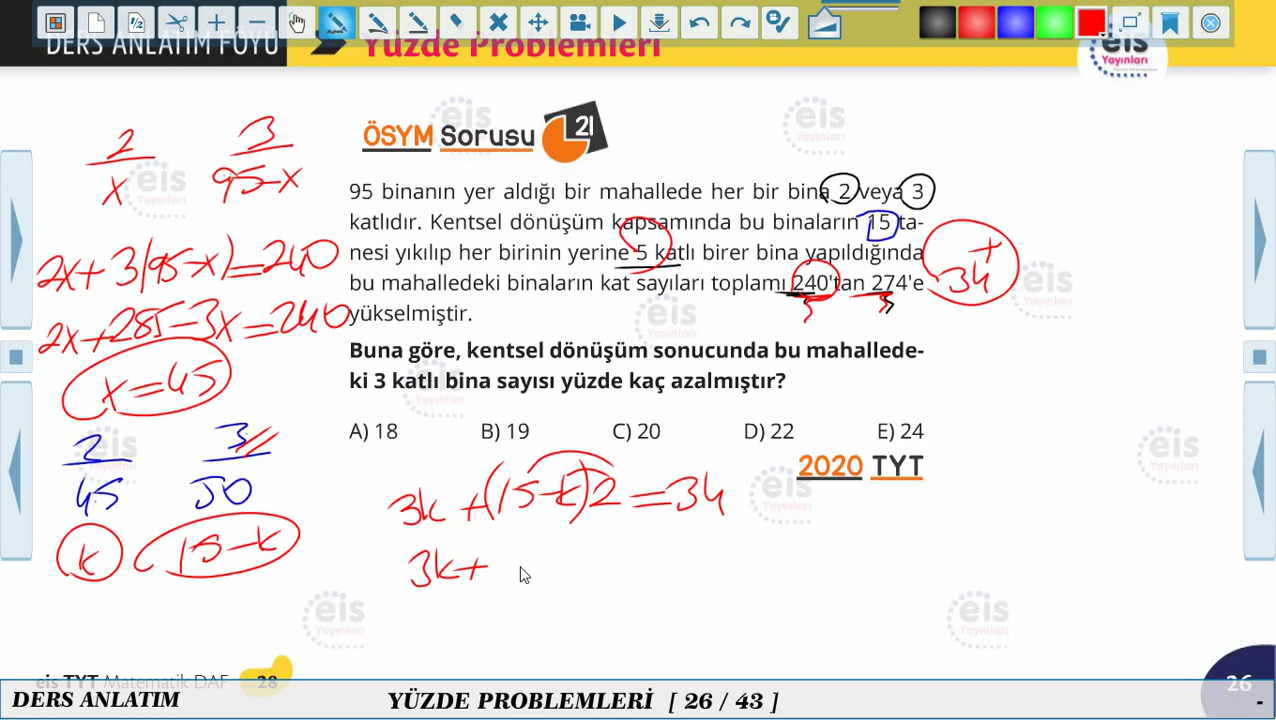 DERS ANLATIM FÖYÜ
Yüzde Problemleri
eis
Yayınları
ÖSYM Sorusu 21
95 binanın yer aldığı bir mahallede her bir bina 2 veya 3
katlıdır. Kentsel dönüşüm kapsamında bu binaların 15 ta-
nesi yıkılıp her birinin yerine 5 katlı birer bina yapıldığında
bu mahalledeki binaların kat sayıları toplamı 240'tan 274'e
yükselmiştir.
Buna göre, kentsel dönüşüm sonucunda bu mahallede-
ki 3 katlı bina sayısı yüzde kaç azalmıştır?
A) 18 B) 19 C) 20 D) 22 E) 24
2020 TYT
2 3
x 95-x
2x+3(95-x)=240
2x+285-3x=240
x=45
2 3
45 50
k 15-k
+
34
3 3
3k+(15-k)2=34
3k+
eis TYT Matematik DAF 28
26
DERS ANLATIM YÜZDE PROBLEMLERİ [ 26 / 43 ] -